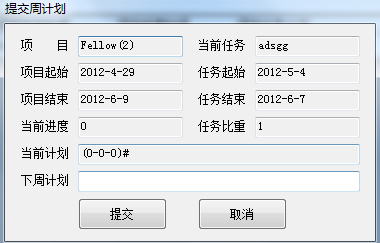 提交周计划
项 目 Fellow(2) 当前任务 adsgg
项目起始 2012-4-29 任务起始 2012-5-4
项目结束 2012-6-9 任务结束 2012-6-7
当前进度 0 任务比重 1
当前计划 (0-0-0)#
下周计划
提交 取消